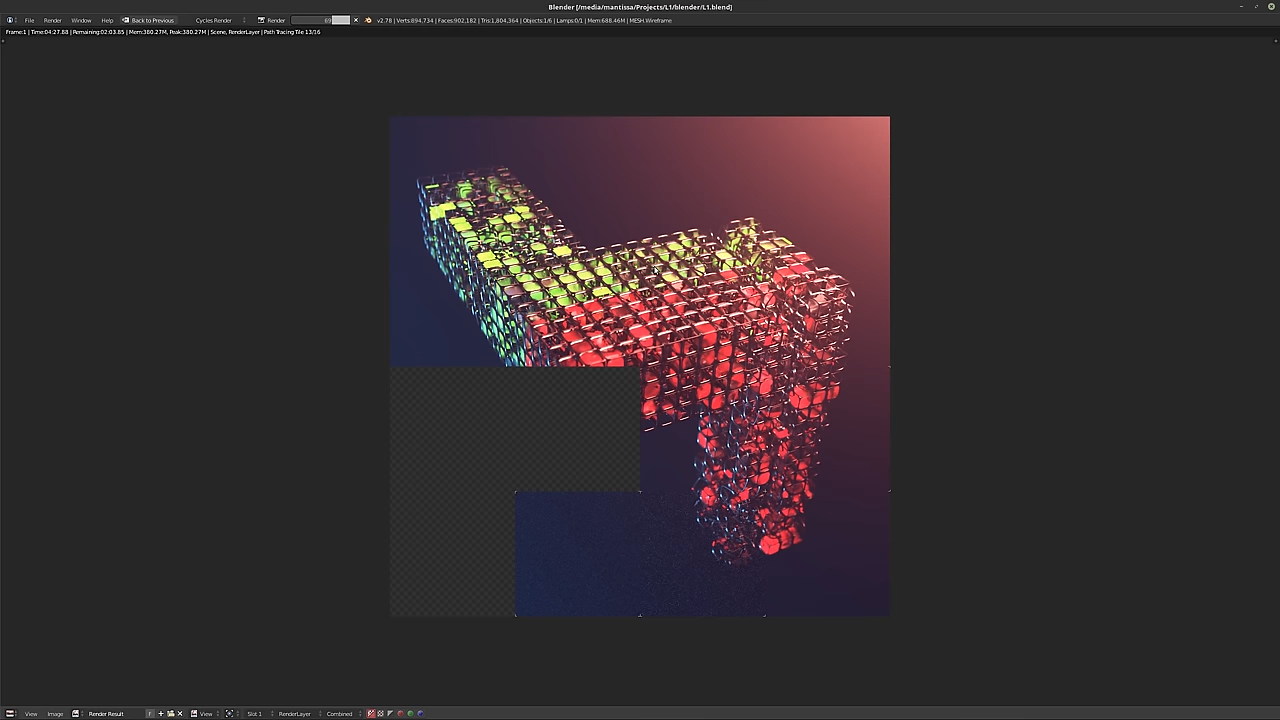 Blender [/media/mantissa/Projects/L1/blender/L1.blend]
File Render Window Help Back to Previous Cycles Render Render 69 v2.78 | Verts:894,734 | Faces:902,182 | Tris:1,804,364 | Objects:1/6 | Lamps:0/1 | Mem:688.46M | MESH Wireframe
Frame:1 | Time:04:27.88 | Remaining:02:03.85 | Mem:380.27M, Peak:380.27M | Scene, RenderLayer | Path Tracing Tile 13/16
View Image Render Result F View Slot 1 RenderLayer Combined